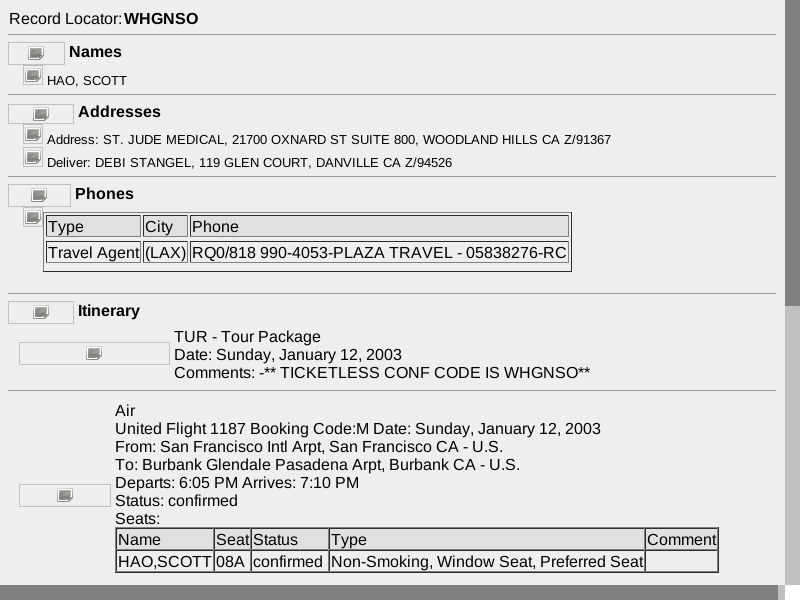 Record Locator:WHGNSO
Names
HAO, SCOTT
Addresses
Address: ST. JUDE MEDICAL, 21700 OXNARD ST SUITE 800, WOODLAND HILLS CA Z/91367
Deliver: DEBI STANGEL, 119 GLEN COURT, DANVILLE CA Z/94526
Phones
Type City Phone
Travel Agent (LAX) RQ0/818 990-4053-PLAZA TRAVEL - 05838276-RC
Itinerary
TUR - Tour Package
Date: Sunday, January 12, 2003
Comments: -** TICKETLESS CONF CODE IS WHGNSO**
Air
United Flight 1187 Booking Code:M Date: Sunday, January 12, 2003
From: San Francisco Intl Arpt, San Francisco CA - U.S.
To: Burbank Glendale Pasadena Arpt, Burbank CA - U.S.
Departs: 6:05 PM Arrives: 7:10 PM
Status: confirmed
Seats:
Name Seat Status Type Comment
HAO,SCOTT 08A confirmed Non-Smoking, Window Seat, Preferred Seat